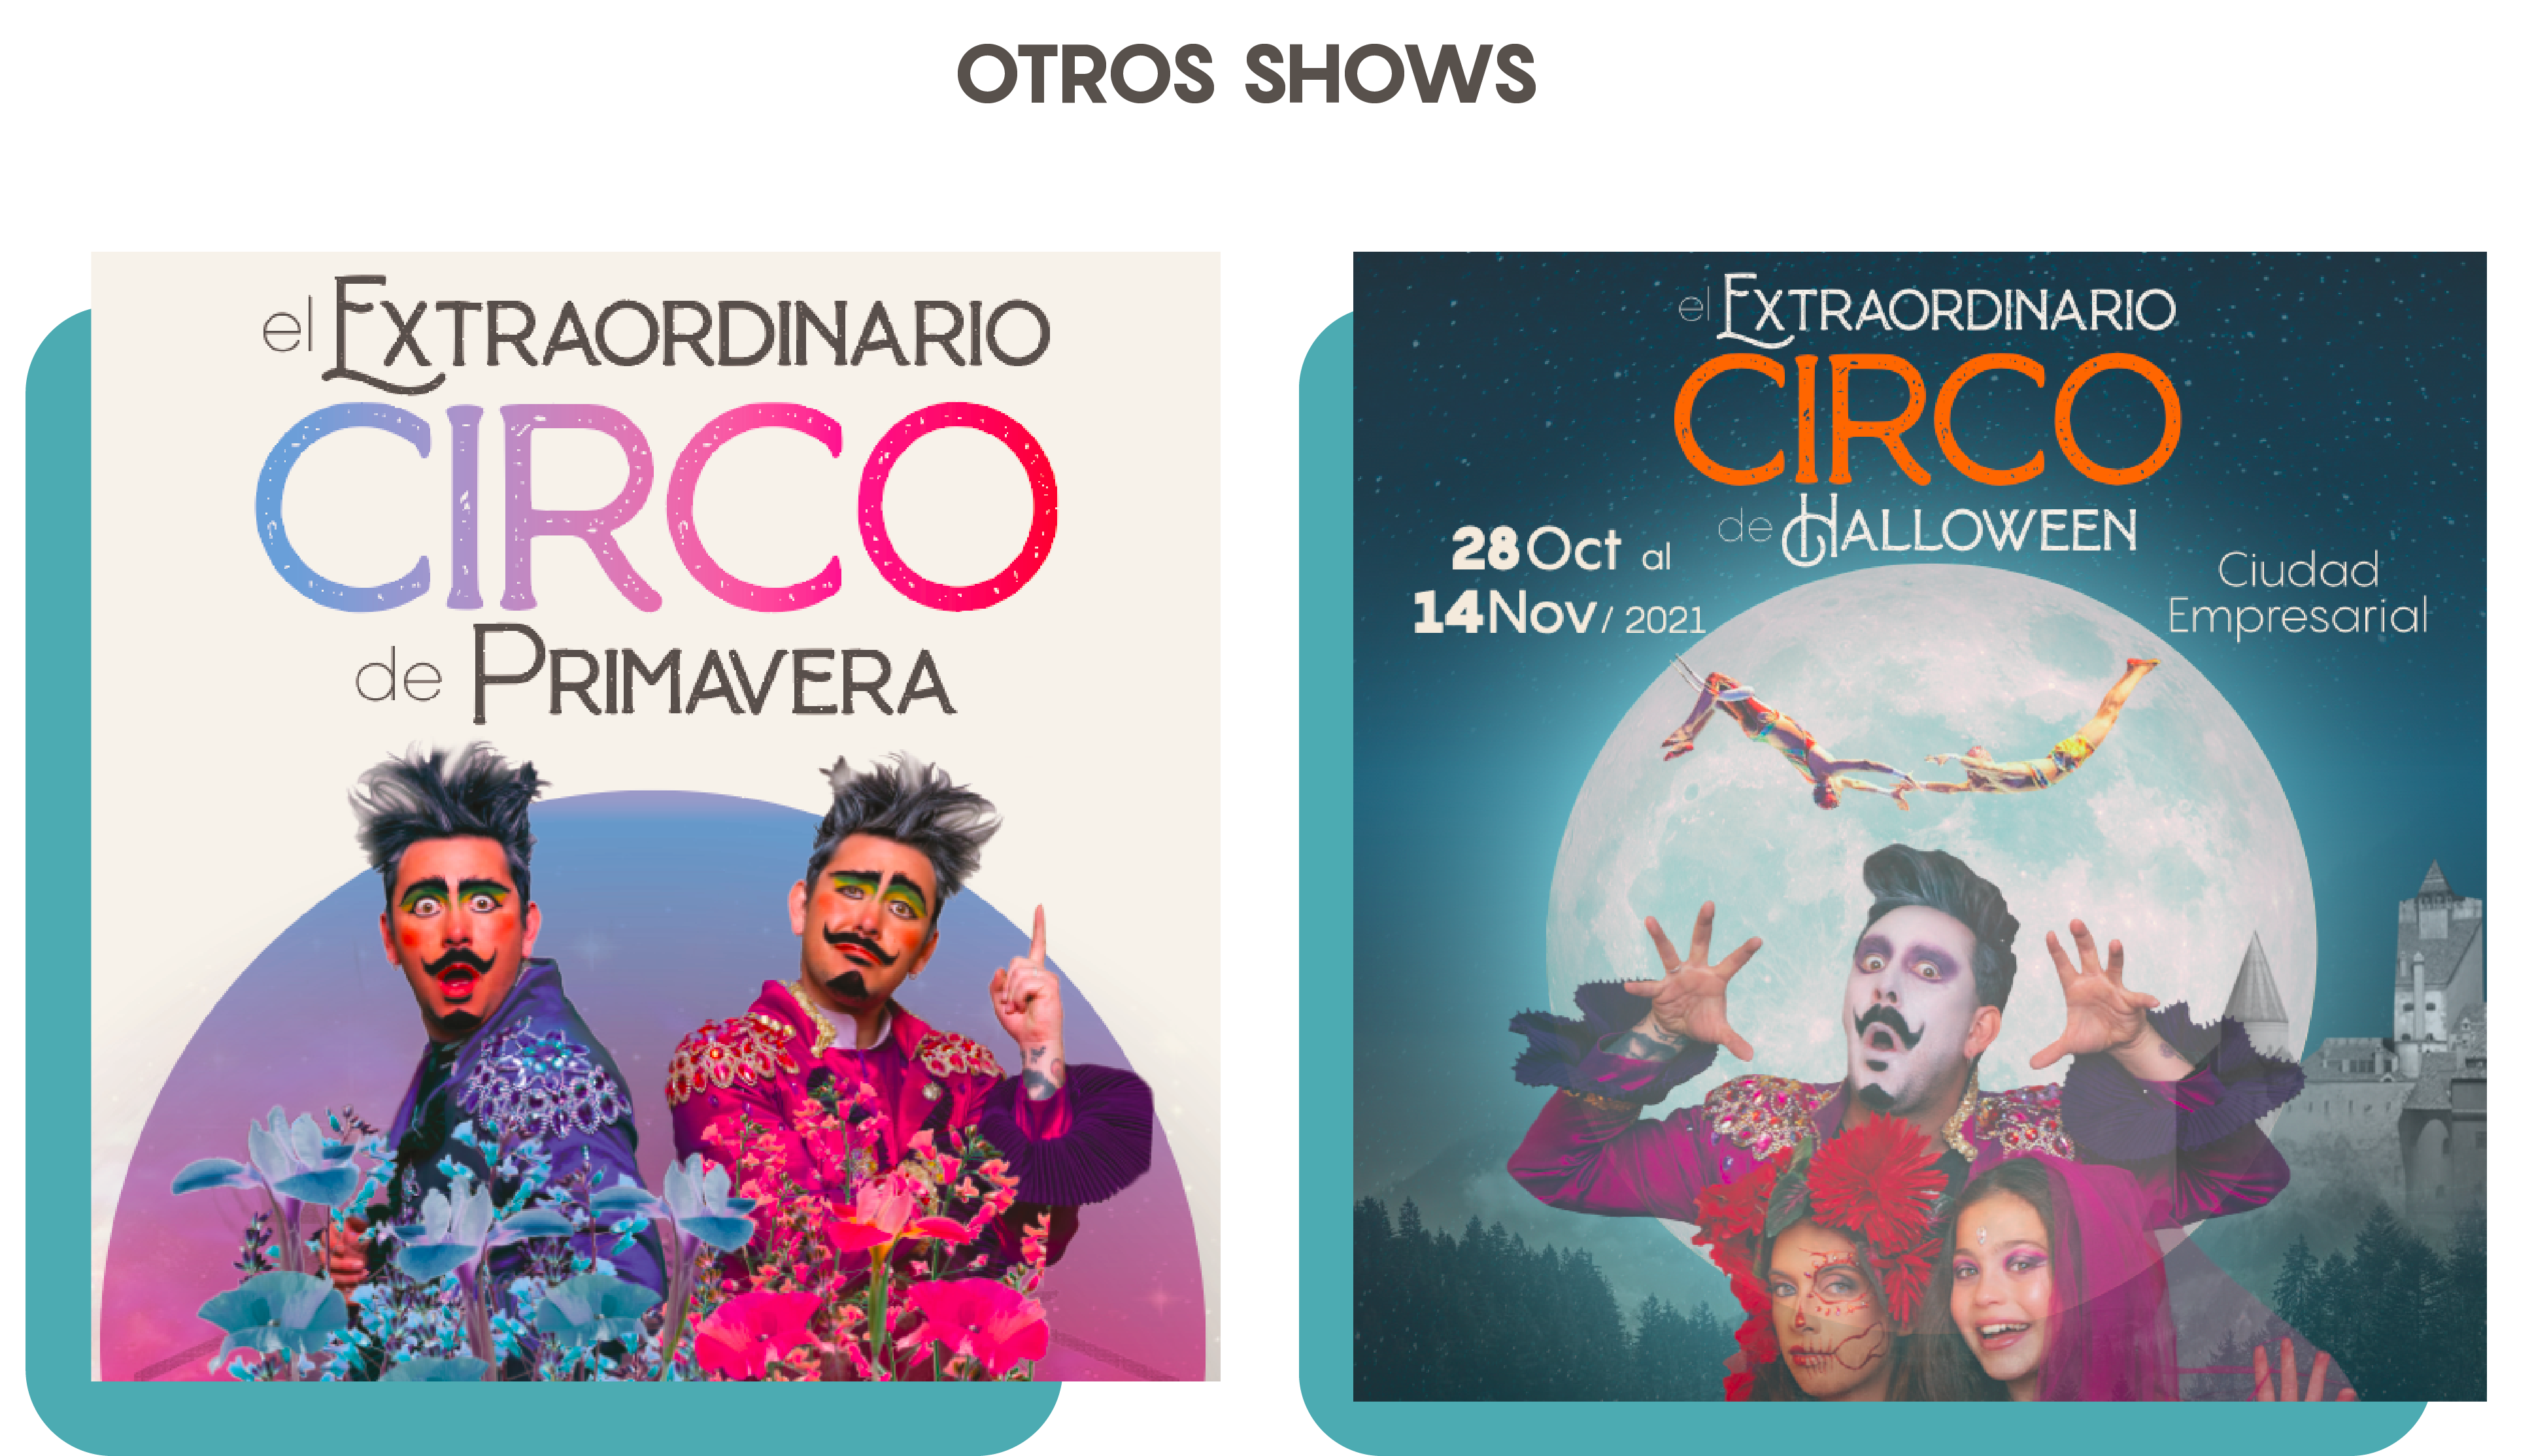 OTROS SHOWS
el EXTRAORDINARIO
CIRCO
de PRIMAVERA
el EXTRAORDINARIO
CIRCO
de HALLOWEEN
28 Oct al
14 Nov / 2021
Ciudad
Empresarial